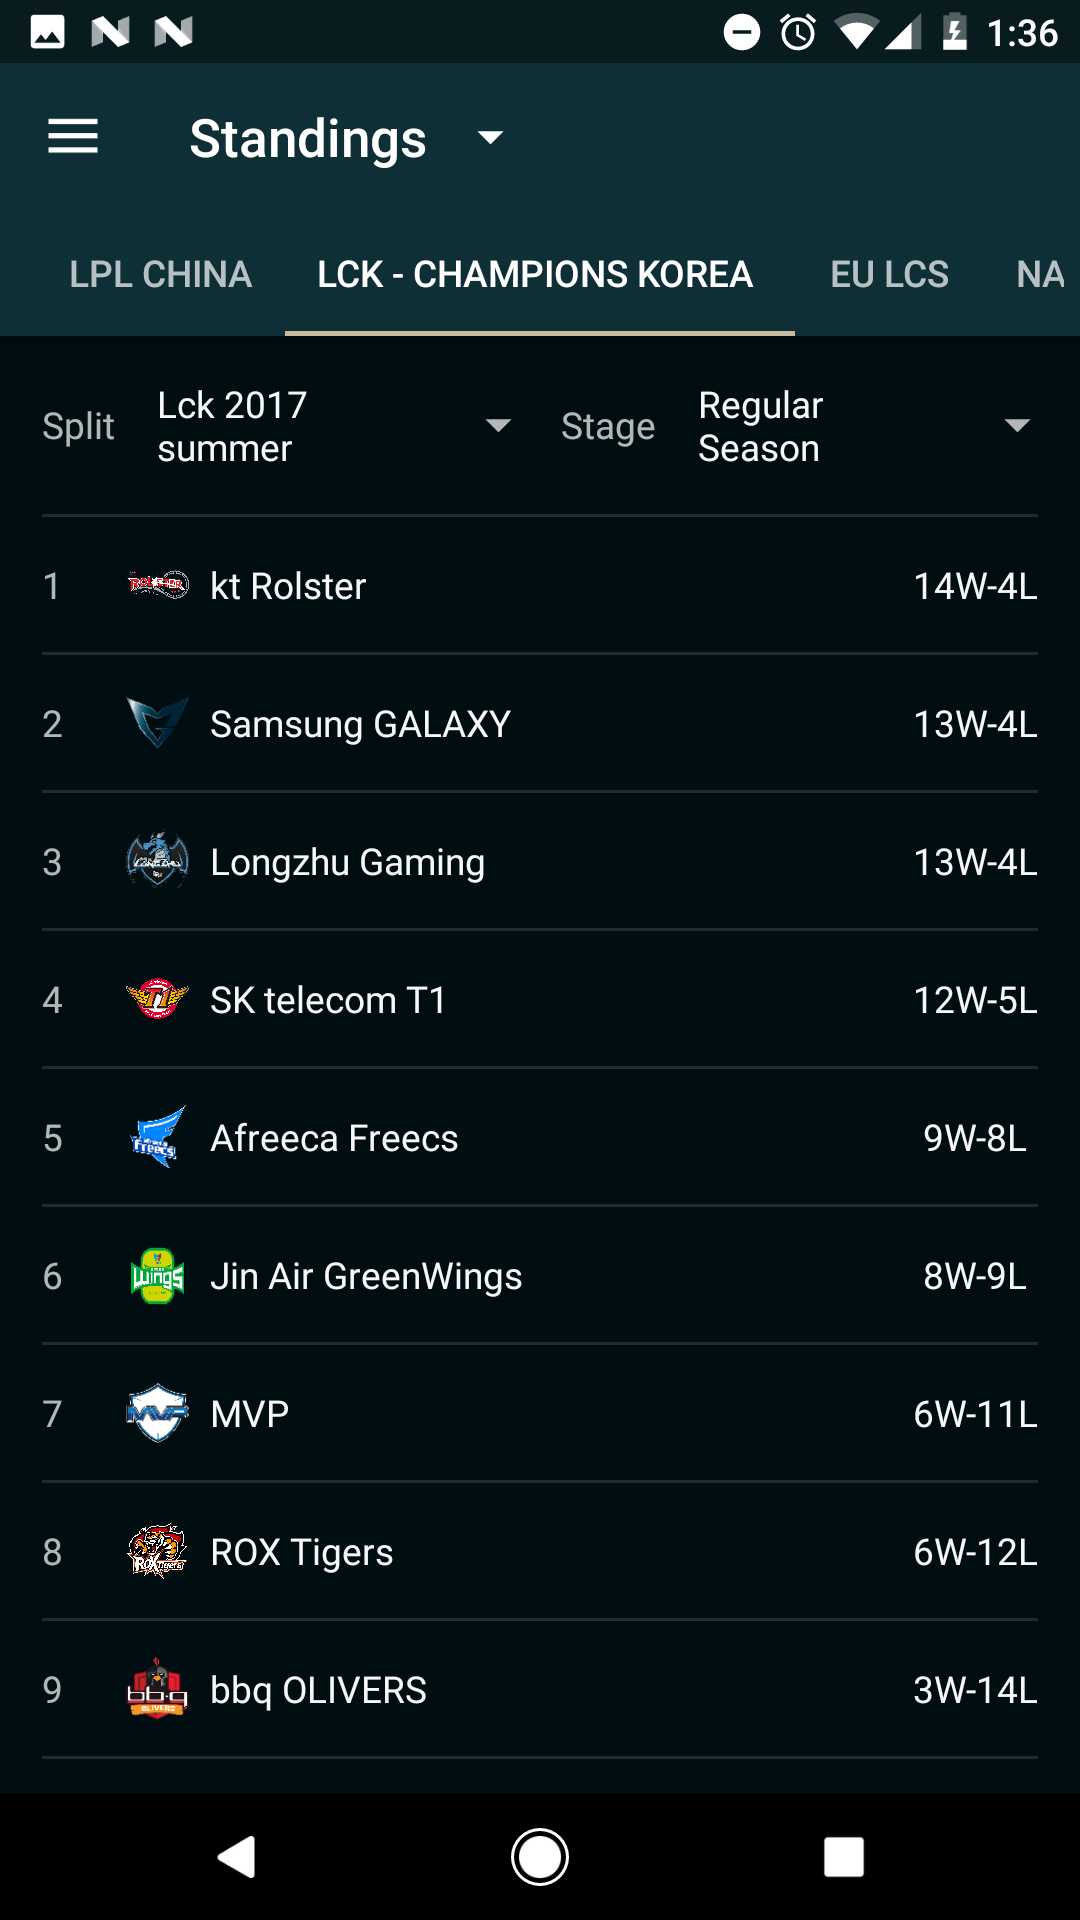 1:36
Standings
LPL CHINA LCK - CHAMPIONS KOREA EU LCS NA
Split Lck 2017 summer Stage Regular Season
1 kt Rolster 14W-4L
2 Samsung GALAXY 13W-4L
3 Longzhu Gaming 13W-4L
4 SK telecom T1 12W-5L
5 Afreeca Freecs 9W-8L
6 Jin Air GreenWings 8W-9L
7 MVP 6W-11L
8 ROX Tigers 6W-12L
9 bbq OLIVERS 3W-14L